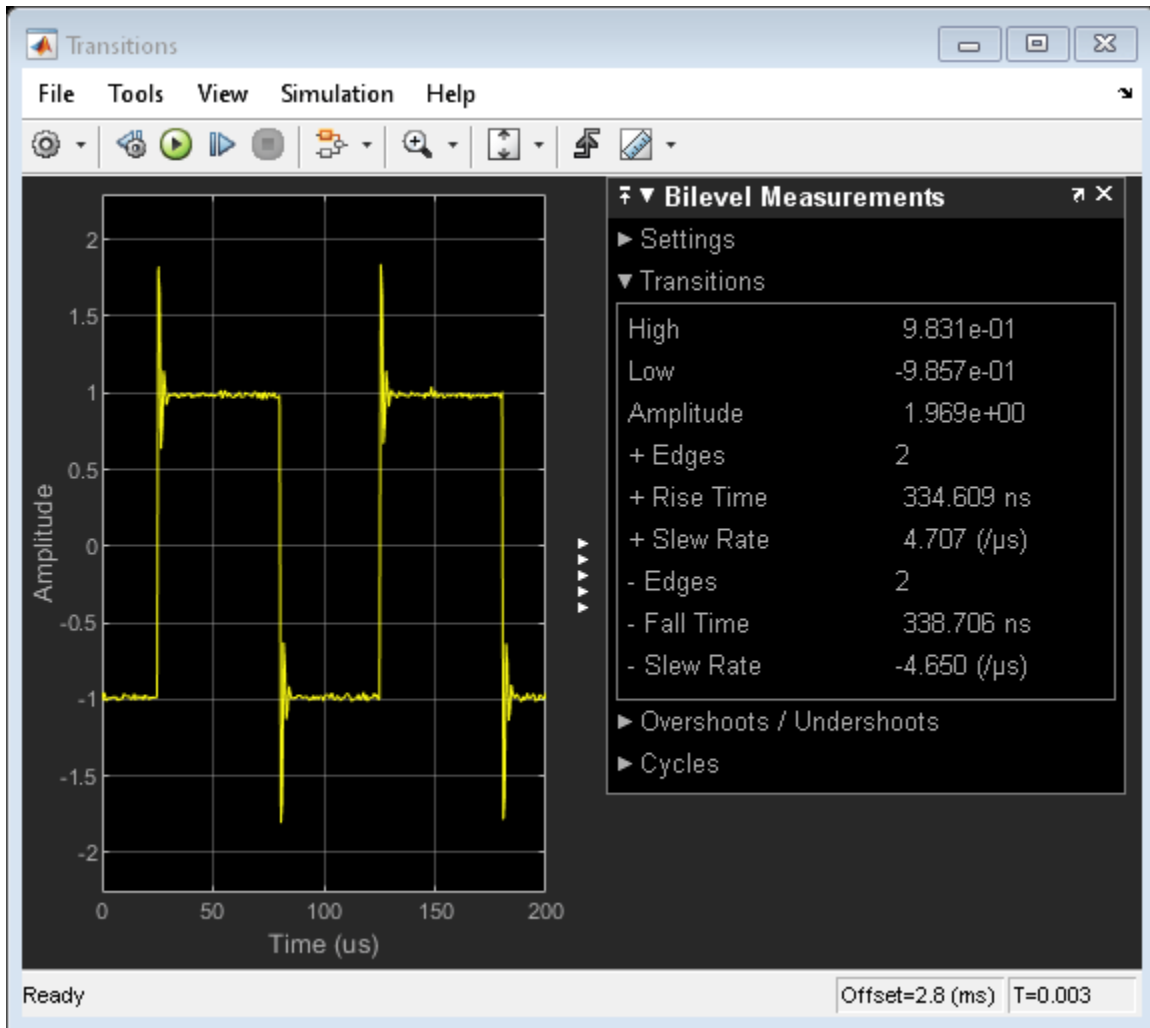 Transitions
File Tools View Simulation Help
Bilevel Measurements
Settings
Transitions
High 9.831e-01
Low -9.857e-01
Amplitude 1.969e+00
+ Edges 2
+ Rise Time 334.609 ns
+ Slew Rate 4.707 (/µs)
- Edges 2
- Fall Time 338.706 ns
- Slew Rate -4.650 (/µs)
Overshoots / Undershoots
Cycles
Amplitude
2
1.5
1
0.5
0
-0.5
-1
-1.5
-2
0 50 100 150 200
Time (us)
Ready Offset=2.8 (ms) T=0.003